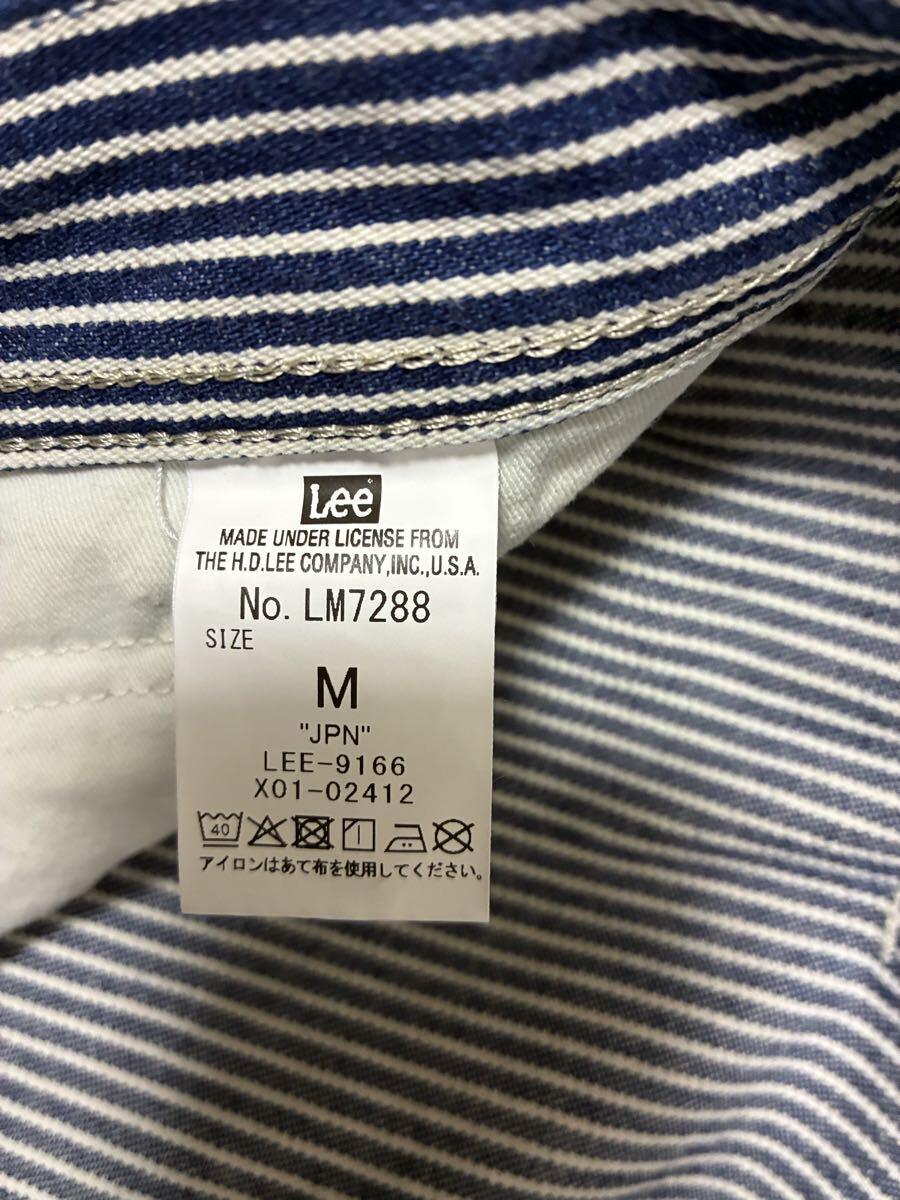 Lee
MADE UNDER LICENSE FROM
THE H.D.LEE COMPANY,INC.,U.S.A.
No. LM7288
SIZE
M
"JPN"
LEE-9166
X01-02412
40
アイロンはあて布を使用してください。